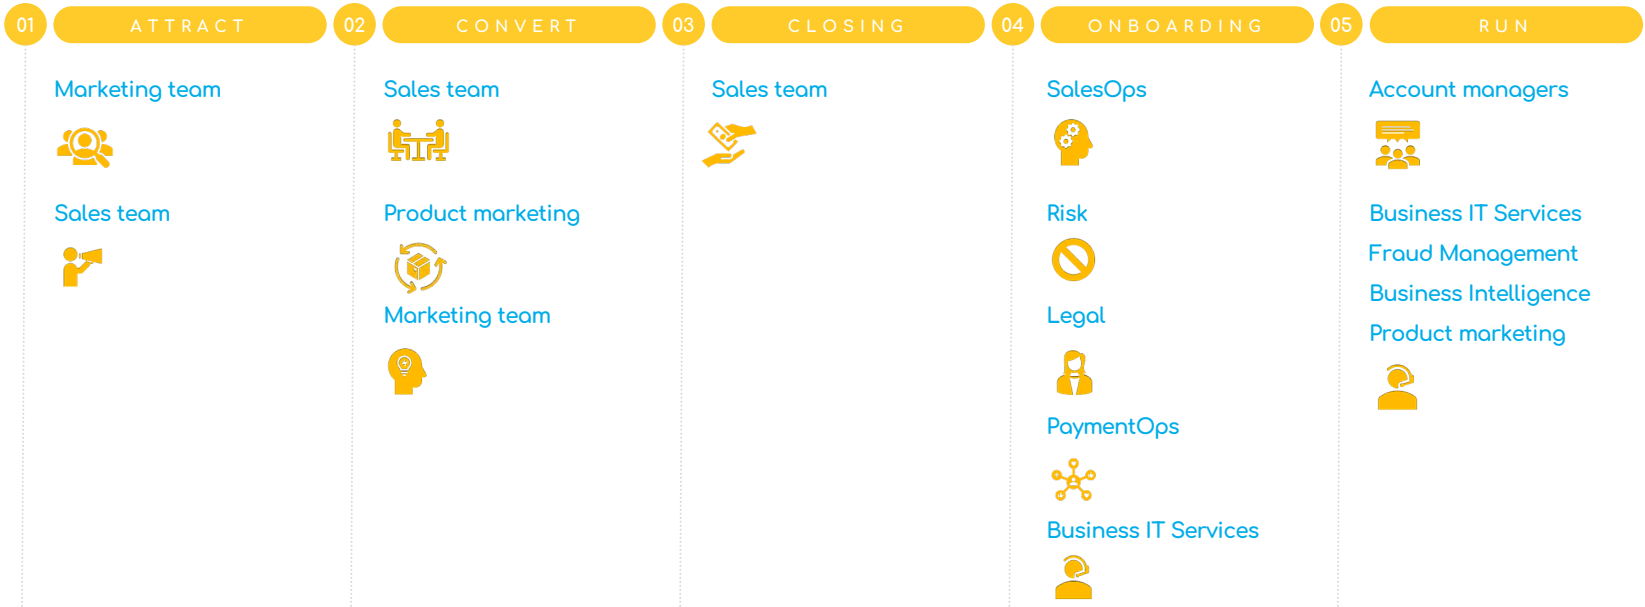 01 ATTRACT
Marketing team
Sales team
02 CONVERT
Sales team
Product marketing
Marketing team
03 CLOSING
Sales team
04 ONBOARDING
SalesOps
Risk
Legal
PaymentOps
Business IT Services
05 RUN
Account managers
Business IT Services
Fraud Management
Business Intelligence
Product marketing